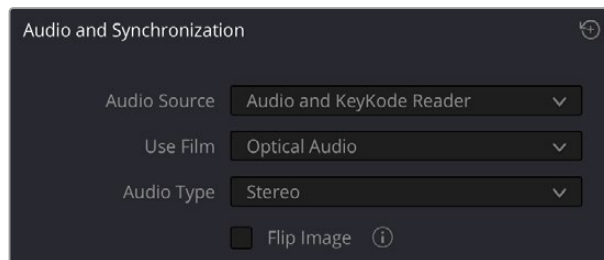 Audio and Synchronization
Audio Source Audio and KeyKode Reader
Use Film Optical Audio
Audio Type Stereo
Flip Image